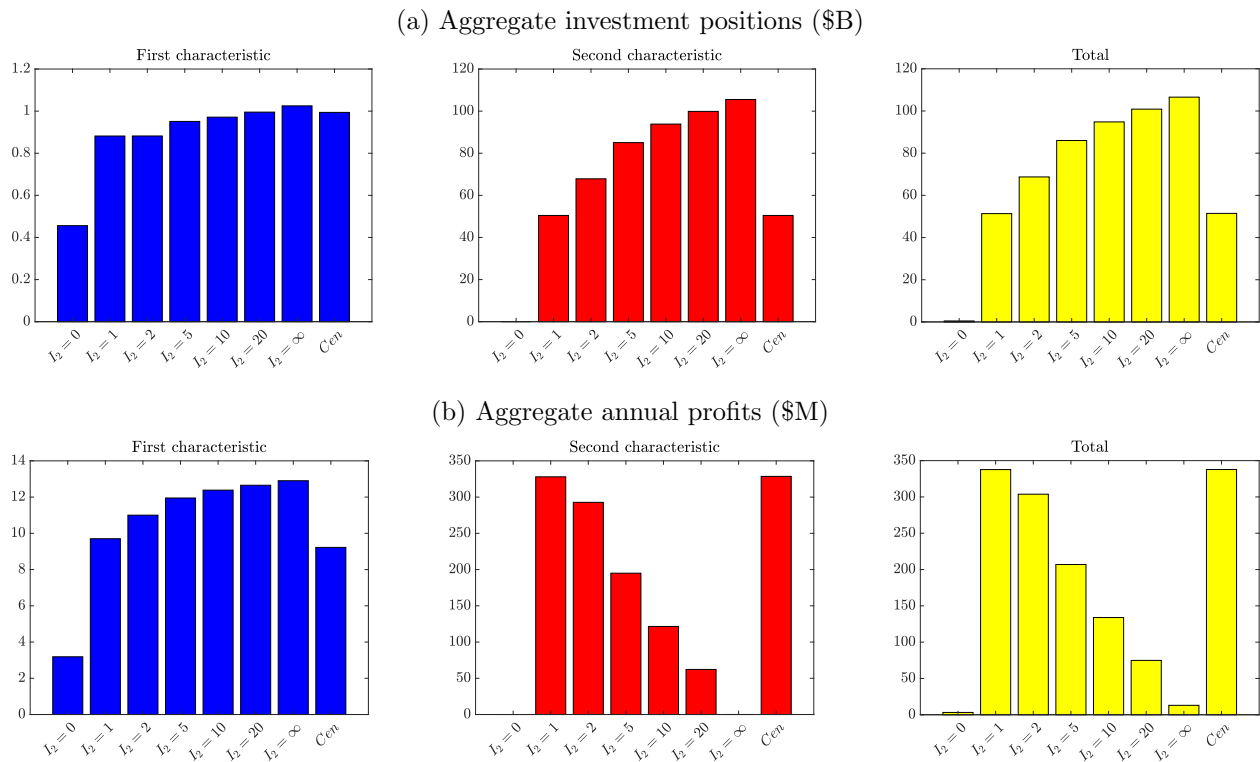 (a) Aggregate investment positions ($B)
First characteristic
1.2
1
0.8
0.6
0.4
0.2
0
I₂ = 0
I₂ = 1
I₂ = 2
I₂ = 5
I₂ = 10
I₂ = 20
I₂ = ∞
Cen
Second characteristic
120
100
80
60
40
20
0
I₂ = 0
I₂ = 1
I₂ = 2
I₂ = 5
I₂ = 10
I₂ = 20
I₂ = ∞
Cen
Total
120
100
80
60
40
20
0
I₂ = 0
I₂ = 1
I₂ = 2
I₂ = 5
I₂ = 10
I₂ = 20
I₂ = ∞
Cen
(b) Aggregate annual profits ($M)
First characteristic
14
12
10
8
6
4
2
0
I₂ = 0
I₂ = 1
I₂ = 2
I₂ = 5
I₂ = 10
I₂ = 20
I₂ = ∞
Cen
Second characteristic
350
300
250
200
150
100
50
0
I₂ = 0
I₂ = 1
I₂ = 2
I₂ = 5
I₂ = 10
I₂ = 20
I₂ = ∞
Cen
Total
350
300
250
200
150
100
50
0
I₂ = 0
I₂ = 1
I₂ = 2
I₂ = 5
I₂ = 10
I₂ = 20
I₂ = ∞
Cen